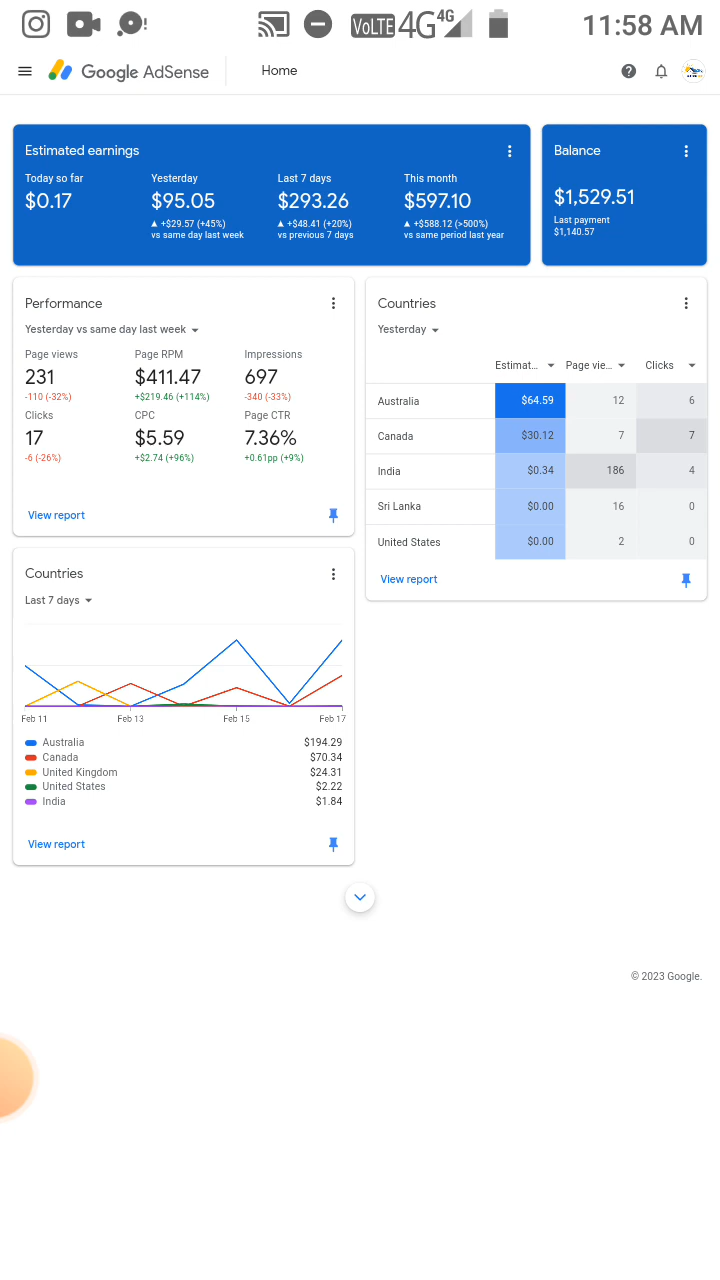 VoLTE 4G 4G 11:58 AM
Google AdSense Home
Estimated earnings
Today so far Yesterday Last 7 days This month
$0.17 $95.05 $293.26 $597.10
▲ +$29.57 (+45%) ▲ +$48.41 (+20%) ▲ +$588.12 (>500%)
vs same day last week vs previous 7 days vs same period last year
Balance
$1,529.51
Last payment
$1,140.57
Performance
Yesterday vs same day last week
Page views Page RPM Impressions
231 $411.47 697
-110 (-32%) +$219.46 (+114%) -340 (-33%)
Clicks CPC Page CTR
17 $5.59 7.36%
-6 (-26%) +$2.74 (+96%) +0.61pp (+9%)
View report
Countries
Yesterday
Estimat... Page vie... Clicks
Australia $64.59 12 6
Canada $30.12 7 7
India $0.34 186 4
Sri Lanka $0.00 16 0
United States $0.00 2 0
View report
Countries
Last 7 days
Feb 11 Feb 13 Feb 15 Feb 17
Australia $194.29
Canada $70.34
United Kingdom $24.31
United States $2.22
India $1.84
View report
© 2023 Google.